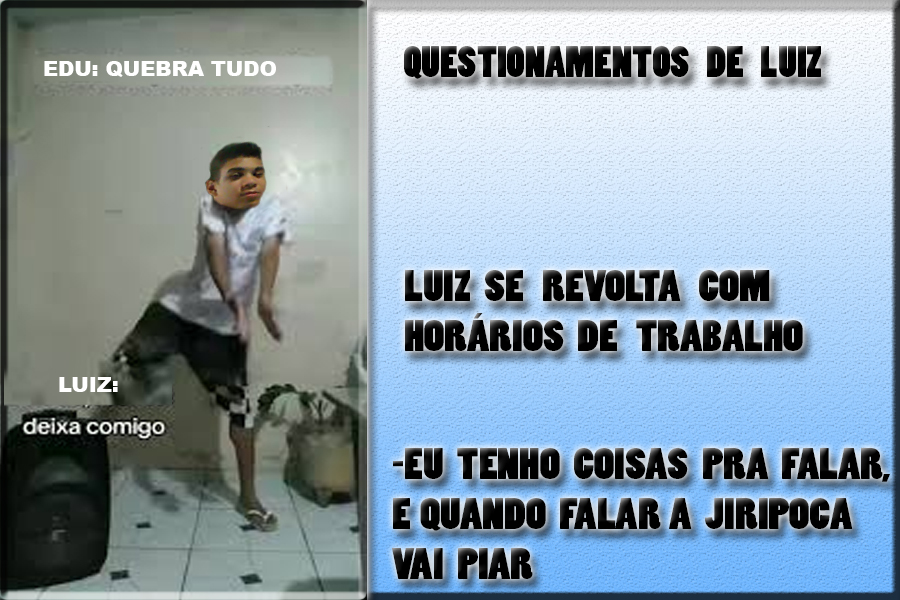 EDU: QUEBRA TUDO
LUIZ:
deixa comigo
QUESTIONAMENTOS DE LUIZ
LUIZ SE REVOLTA COM
HORÁRIOS DE TRABALHO
-EU TENHO COISAS PRA FALAR,
E QUANDO FALAR A JIRIPOCA
VAI PIAR